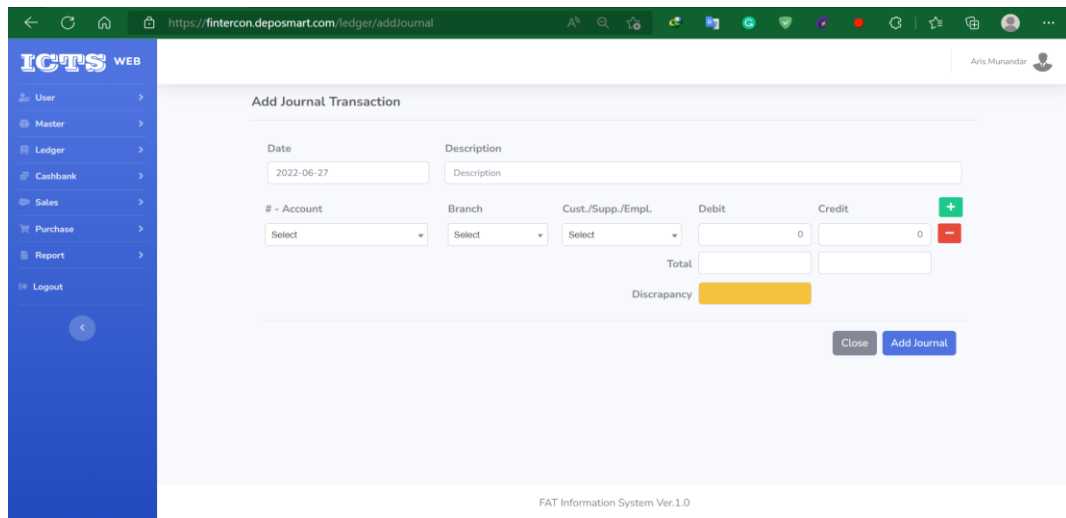 https://fintercon.deposmart.com/ledger/addJournal
ICTS WEB
Aris Munandar
User
Master
Ledger
Cashbank
Sales
Purchase
Report
Logout
Add Journal Transaction
Date Description
2022-06-27 Description
# - Account Branch Cust./Supp./Empl. Debit Credit
Select Select Select 0 0
Total
Discrapancy
Close Add Journal
FAT Information System Ver.1.0